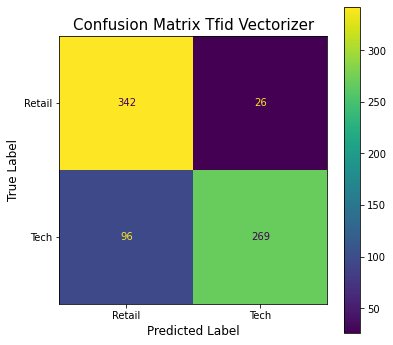 Confusion Matrix Tfid Vectorizer
Retail
342
26
Tech
96
269
Retail
Tech
True Label
Predicted Label
300
250
200
150
100
50